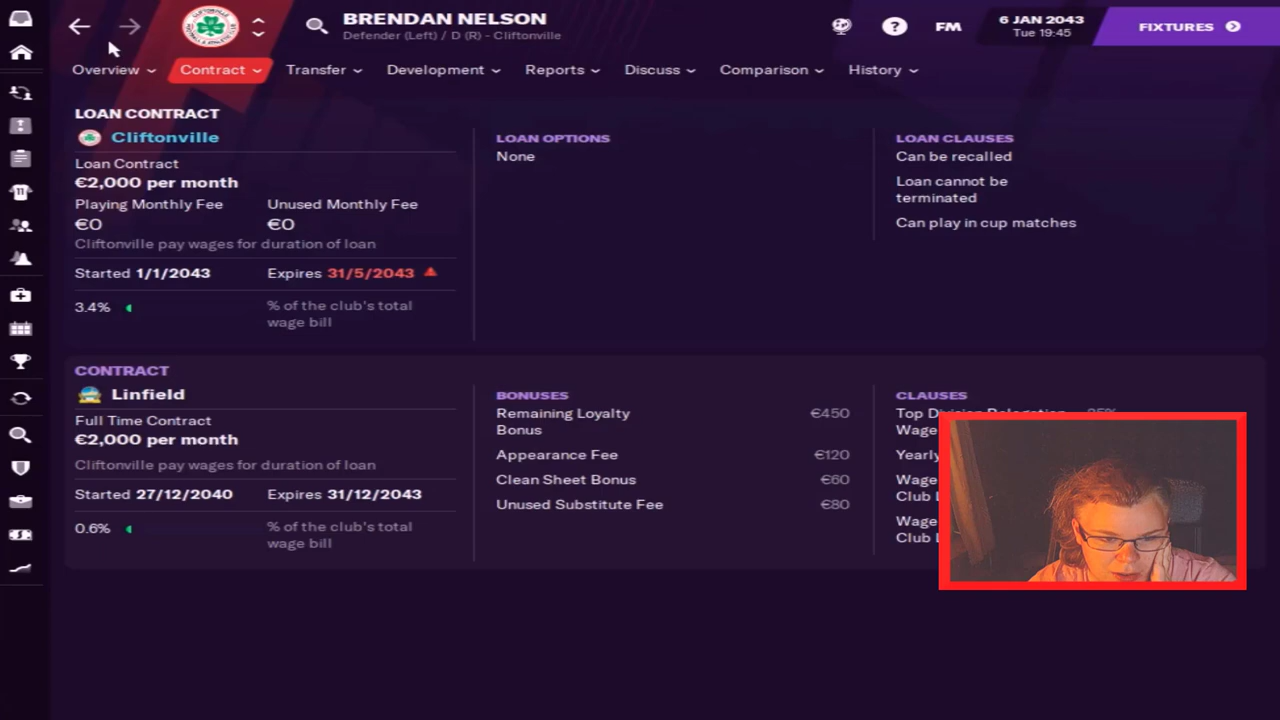 BRENDAN NELSON
Defender (Left) / D (R) - Cliftonville
FM
6 JAN 2043
Tue 19:45
FIXTURES
Overview
Contract
Transfer
Development
Reports
Discuss
Comparison
History
LOAN CONTRACT
Cliftonville
Loan Contract
€2,000 per month
Playing Monthly Fee Unused Monthly Fee
€0 €0
Cliftonville pay wages for duration of loan
Started 1/1/2043 Expires 31/5/2043
3.4% % of the club's total
wage bill
LOAN OPTIONS
None
LOAN CLAUSES
Can be recalled
Loan cannot be
terminated
Can play in cup matches
CONTRACT
Linfield
Full Time Contract
€2,000 per month
Cliftonville pay wages for duration of loan
Started 27/12/2040 Expires 31/12/2043
0.6% % of the club's total
wage bill
BONUSES
Remaining Loyalty €450
Bonus
Appearance Fee €120
Clean Sheet Bonus €60
Unused Substitute Fee €80
CLAUSES
Top Division Relegation
Wage
Yearly
Wage
Club
Wage
Club